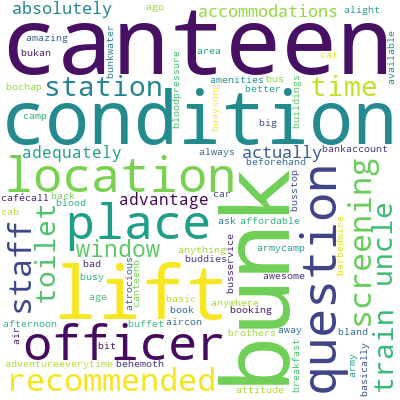 absolutely
ago
accommodations
alight
canteen
amazing
bunkwater
area
cat
available
bukan
station
bloodpressure
amenities
bus
time
bochap
buaysong
better
buildings
condition
camp
big
adequately
always
actually
beforehand
bankaccount
location
cafécall
back
advantage
car
busstop
screening
cab
blood
place
ask
affordable
question
staff
toilet
window
anything
armycamp
barbedwire
train
uncle
bad
buddies
busservice
bunk
awesome
busy
atrocious
canteenb
lift
age
basic
anywhere
book
booking
afternoon
buffet
aircon
brothers
away
bland
air
officer
bit
breakfast
army
basically
adventureeverytime
behemoth
recommended
attitude